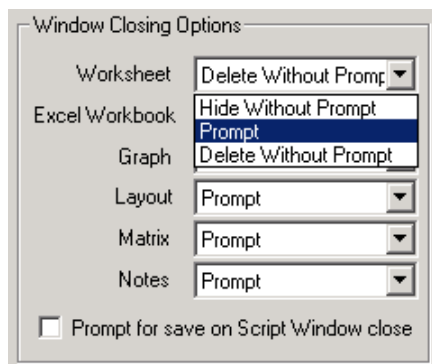 Window Closing Options
Worksheet Delete Without Promp
Hide Without Prompt
Excel Workbook Prompt
Graph Delete Without Prompt
Layout Prompt
Matrix Prompt
Notes Prompt
Prompt for save on Script Window close